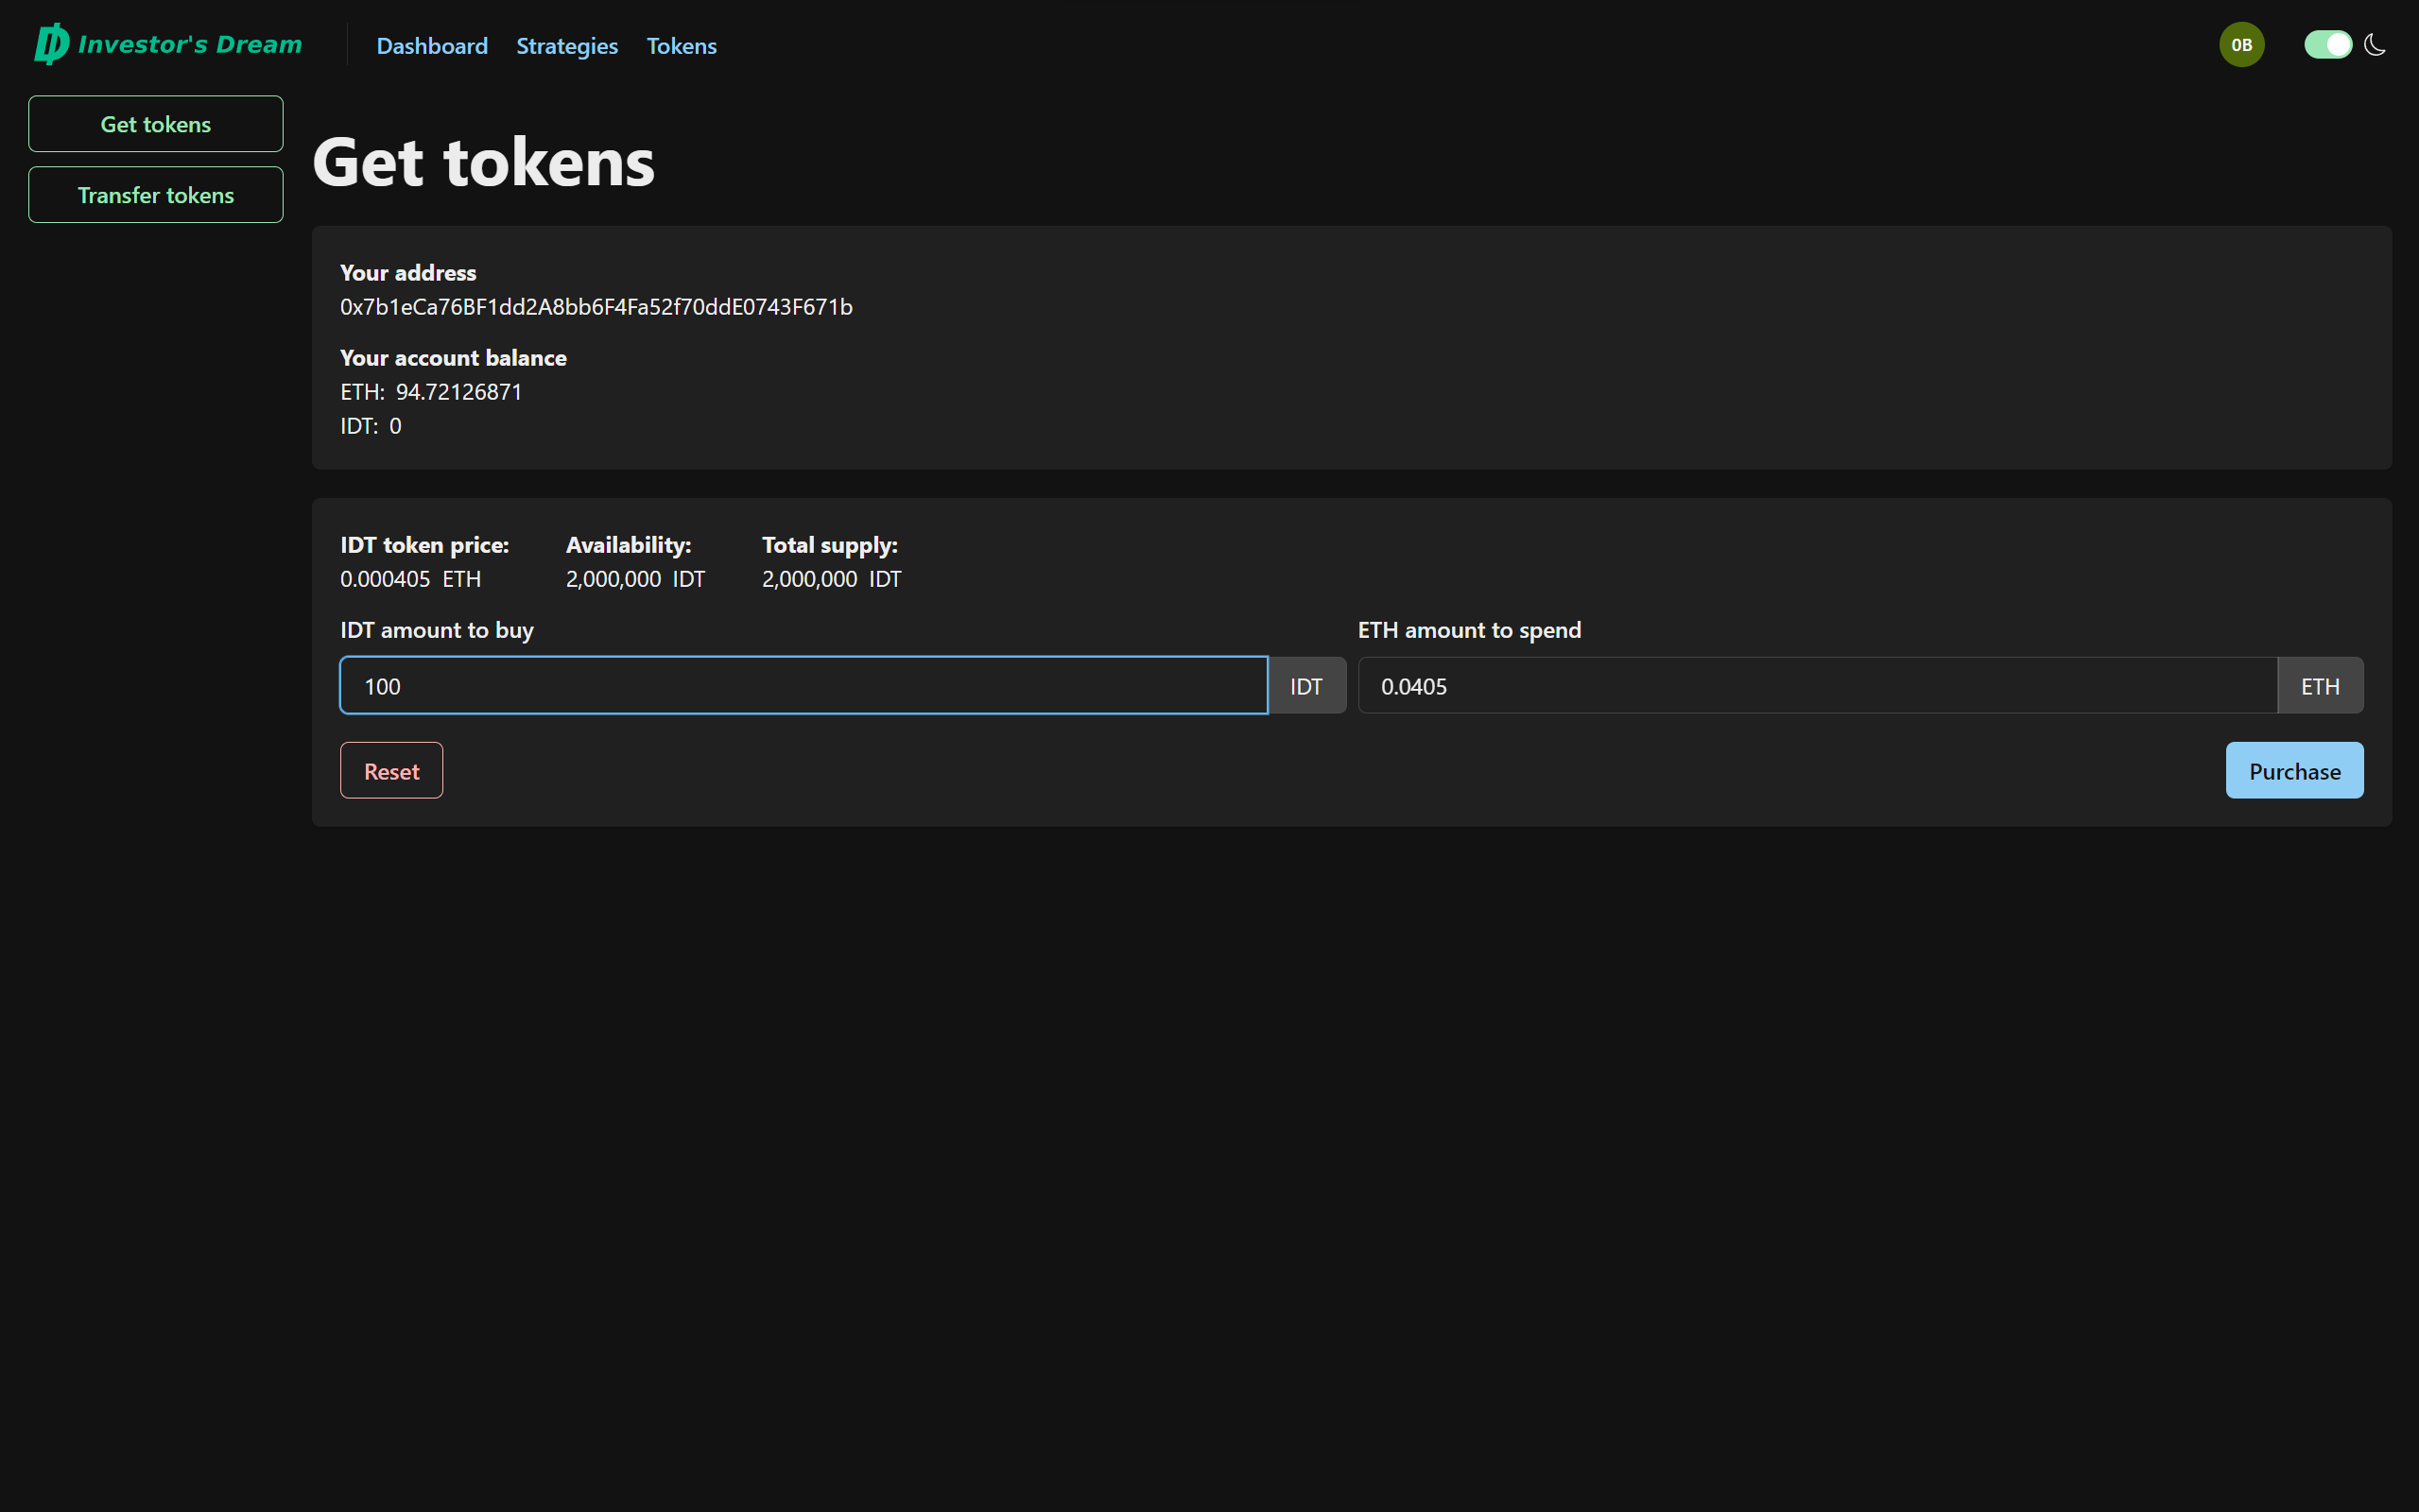 Investor's Dream
Dashboard Strategies Tokens
0B
Get tokens
Transfer tokens
Get tokens
Your address
0x7b1eCa76BF1dd2A8bb6F4Fa52f70ddE0743F671b
Your account balance
ETH: 94.72126871
IDT: 0
IDT token price: Availability: Total supply:
0.000405 ETH 2,000,000 IDT 2,000,000 IDT
IDT amount to buy ETH amount to spend
100 IDT 0.0405 ETH
Reset Purchase